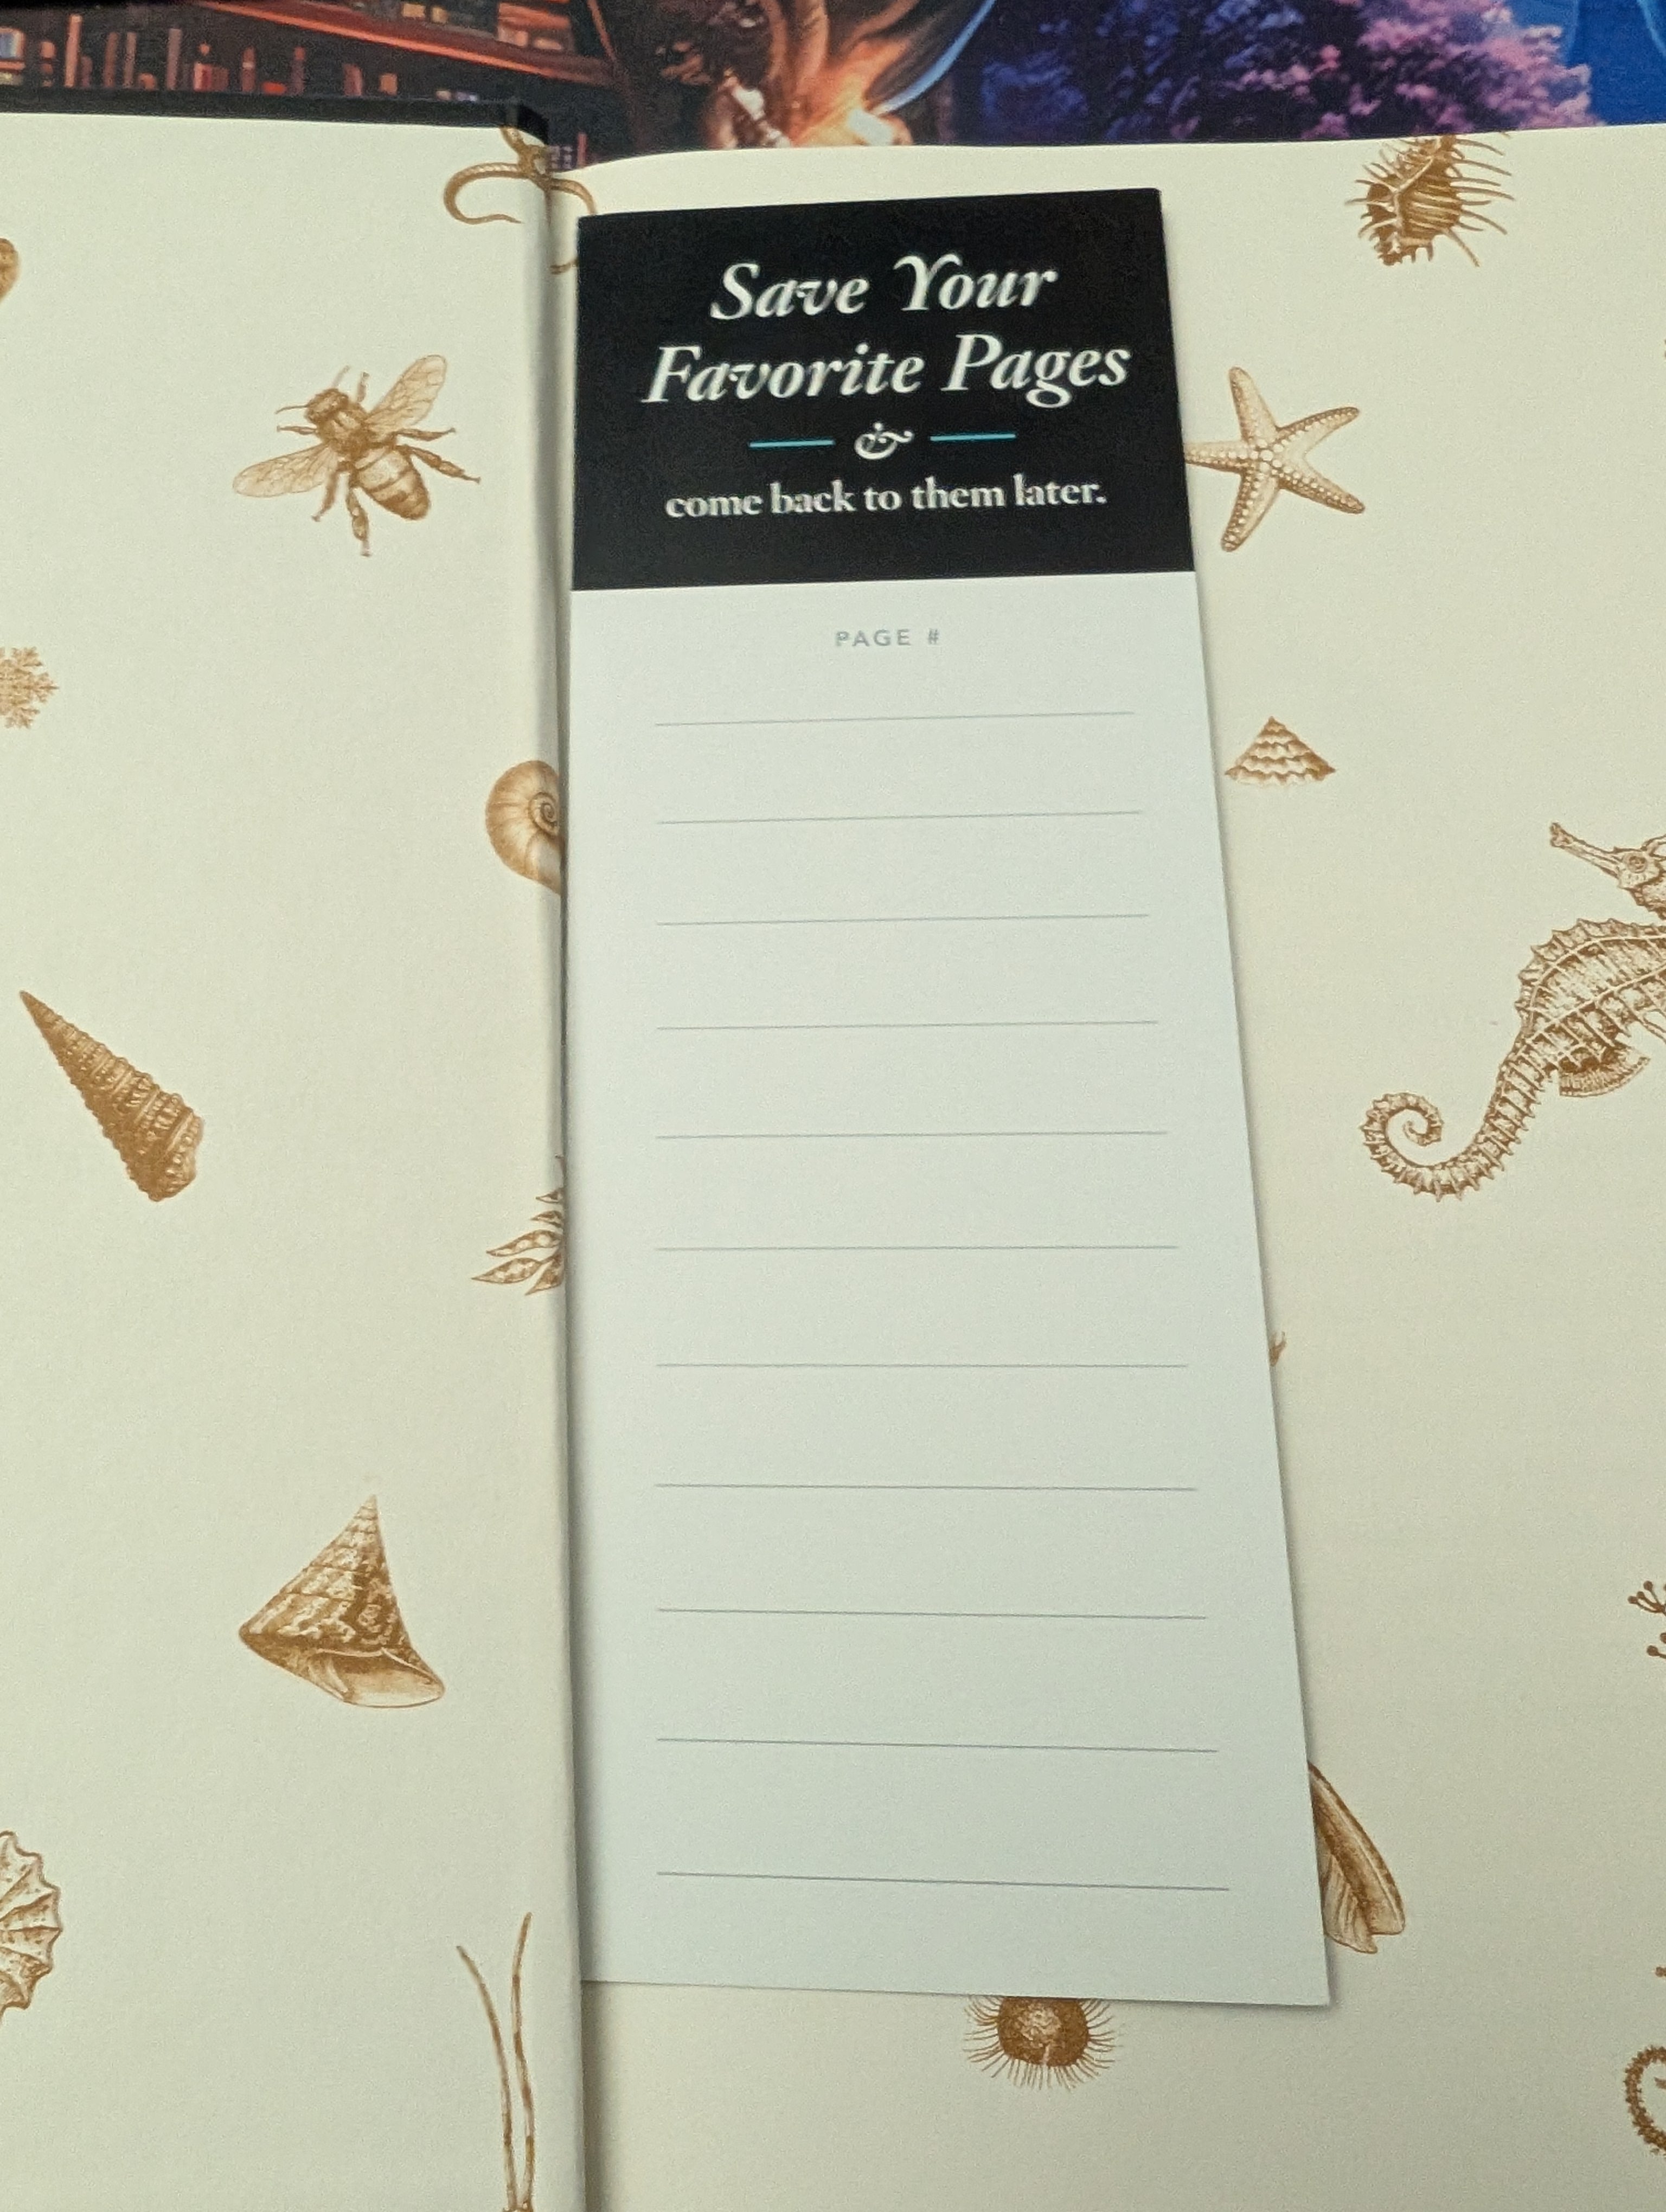 Save Your
Favorite Pages
&
come back to them later.
PAGE #